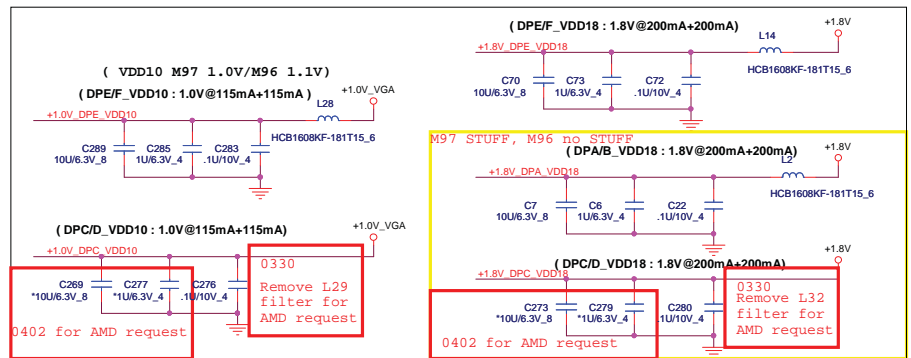 ( VDD10 M97 1.0V/M96 1.1V)
( DPE/F_VDD10 : 1.0V@115mA+115mA )
+1.0V_VGA
L28
+1.0V_DPE_VDD10
HCB1608KF-181T15_6
C289
10U/6.3V_8
C285
1U/6.3V_4
C283
.1U/10V_4
( DPC/D_VDD10 : 1.0V@115mA+115mA)
+1.0V_VGA
+1.0V_DPC_VDD10
C269
*10U/6.3V_8
C277
*1U/6.3V_4
C276
.1U/10V_4
0330
Remove L29
filter for
AMD request
0402 for AMD request
( DPE/F_VDD18 : 1.8V@200mA+200mA)
+1.8V
L14
+1.8V_DPE_VDD18
HCB1608KF-181T15_6
C70
10U/6.3V_8
C73
1U/6.3V_4
C72
.1U/10V_4
M97 STUFF, M96 no STUFF
( DPA/B_VDD18 : 1.8V@200mA+200mA)
+1.8V
L2
+1.8V_DPA_VDD18
HCB1608KF-181T15_6
C7
10U/6.3V_8
C6
1U/6.3V_4
C22
.1U/10V_4
( DPC/D_VDD18 : 1.8V@200mA+200mA)
+1.8V
+1.8V_DPC_VDD18
C273
*10U/6.3V_8
C279
*1U/6.3V_4
C280
.1U/10V_4
0330
Remove L32
filter for
AMD request
0402 for AMD request